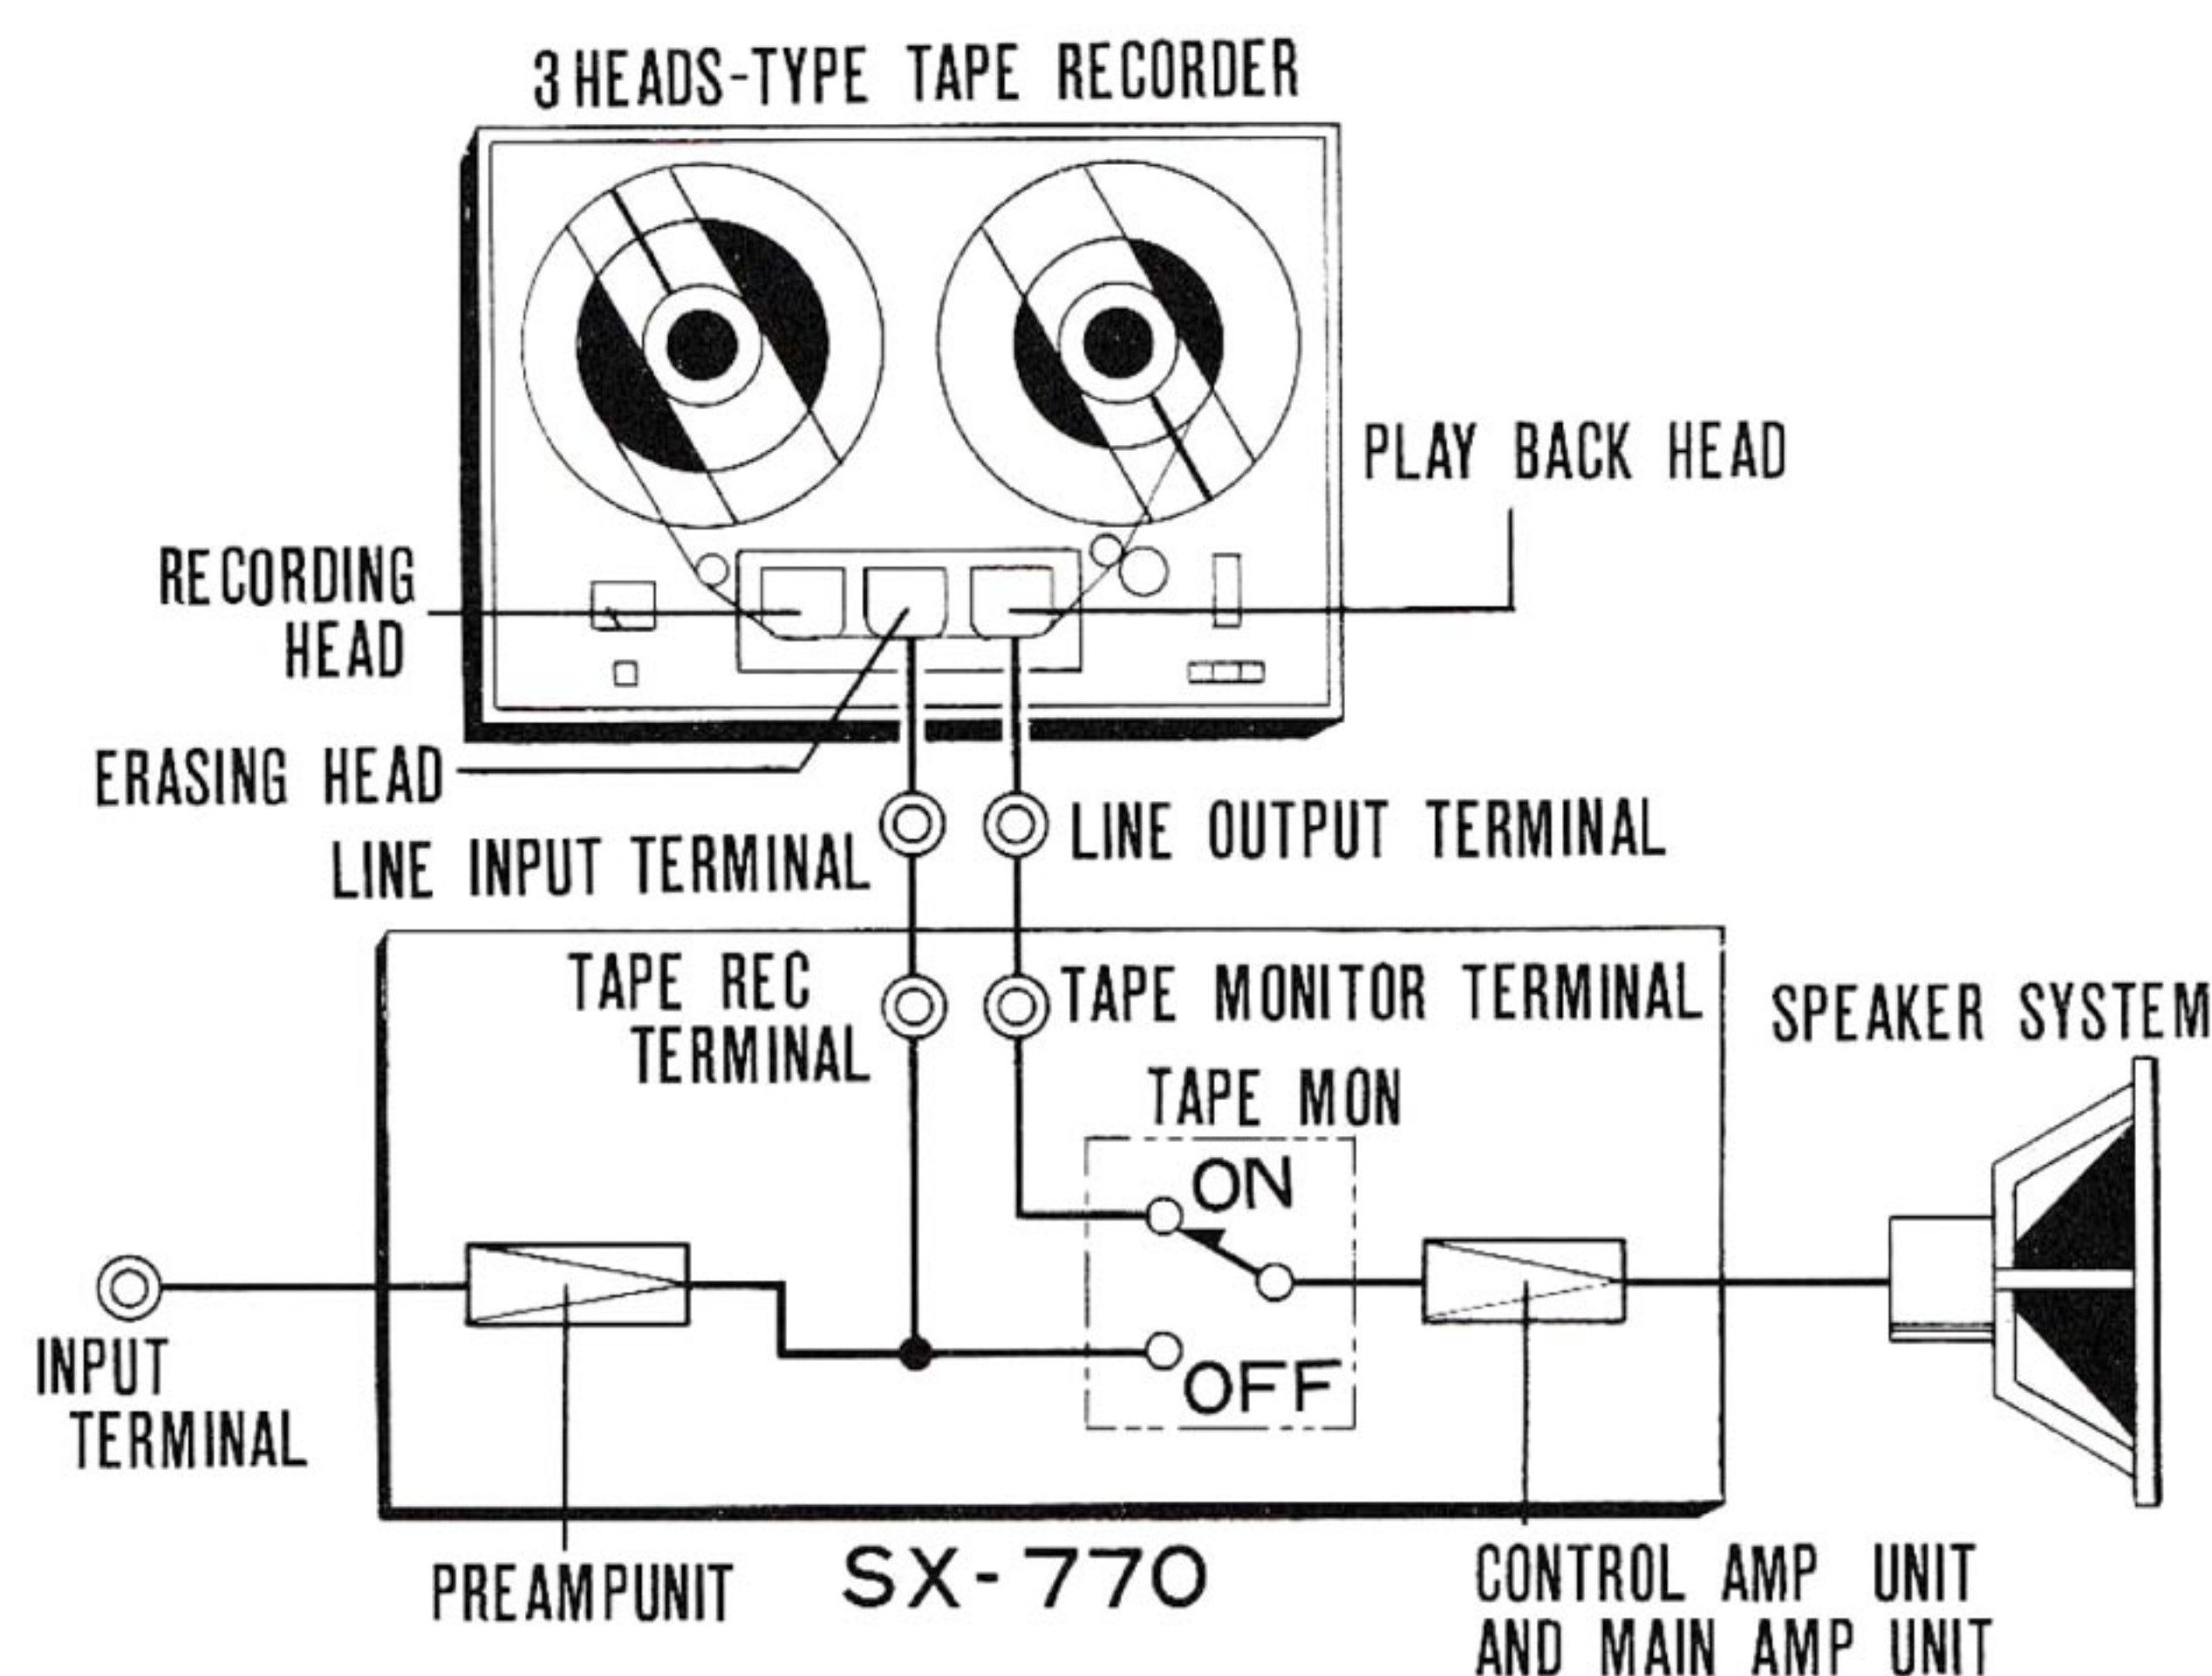 3 HEADS-TYPE TAPE RECORDER
PLAY BACK HEAD
RECORDING
HEAD
ERASING HEAD
LINE INPUT TERMINAL
LINE OUTPUT TERMINAL
TAPE REC
TERMINAL
TAPE MONITOR TERMINAL
SPEAKER SYSTEM
TAPE MON
ON
OFF
INPUT
TERMINAL
PREAMPUNIT
SX-770
CONTROL AMP UNIT
AND MAIN AMP UNIT